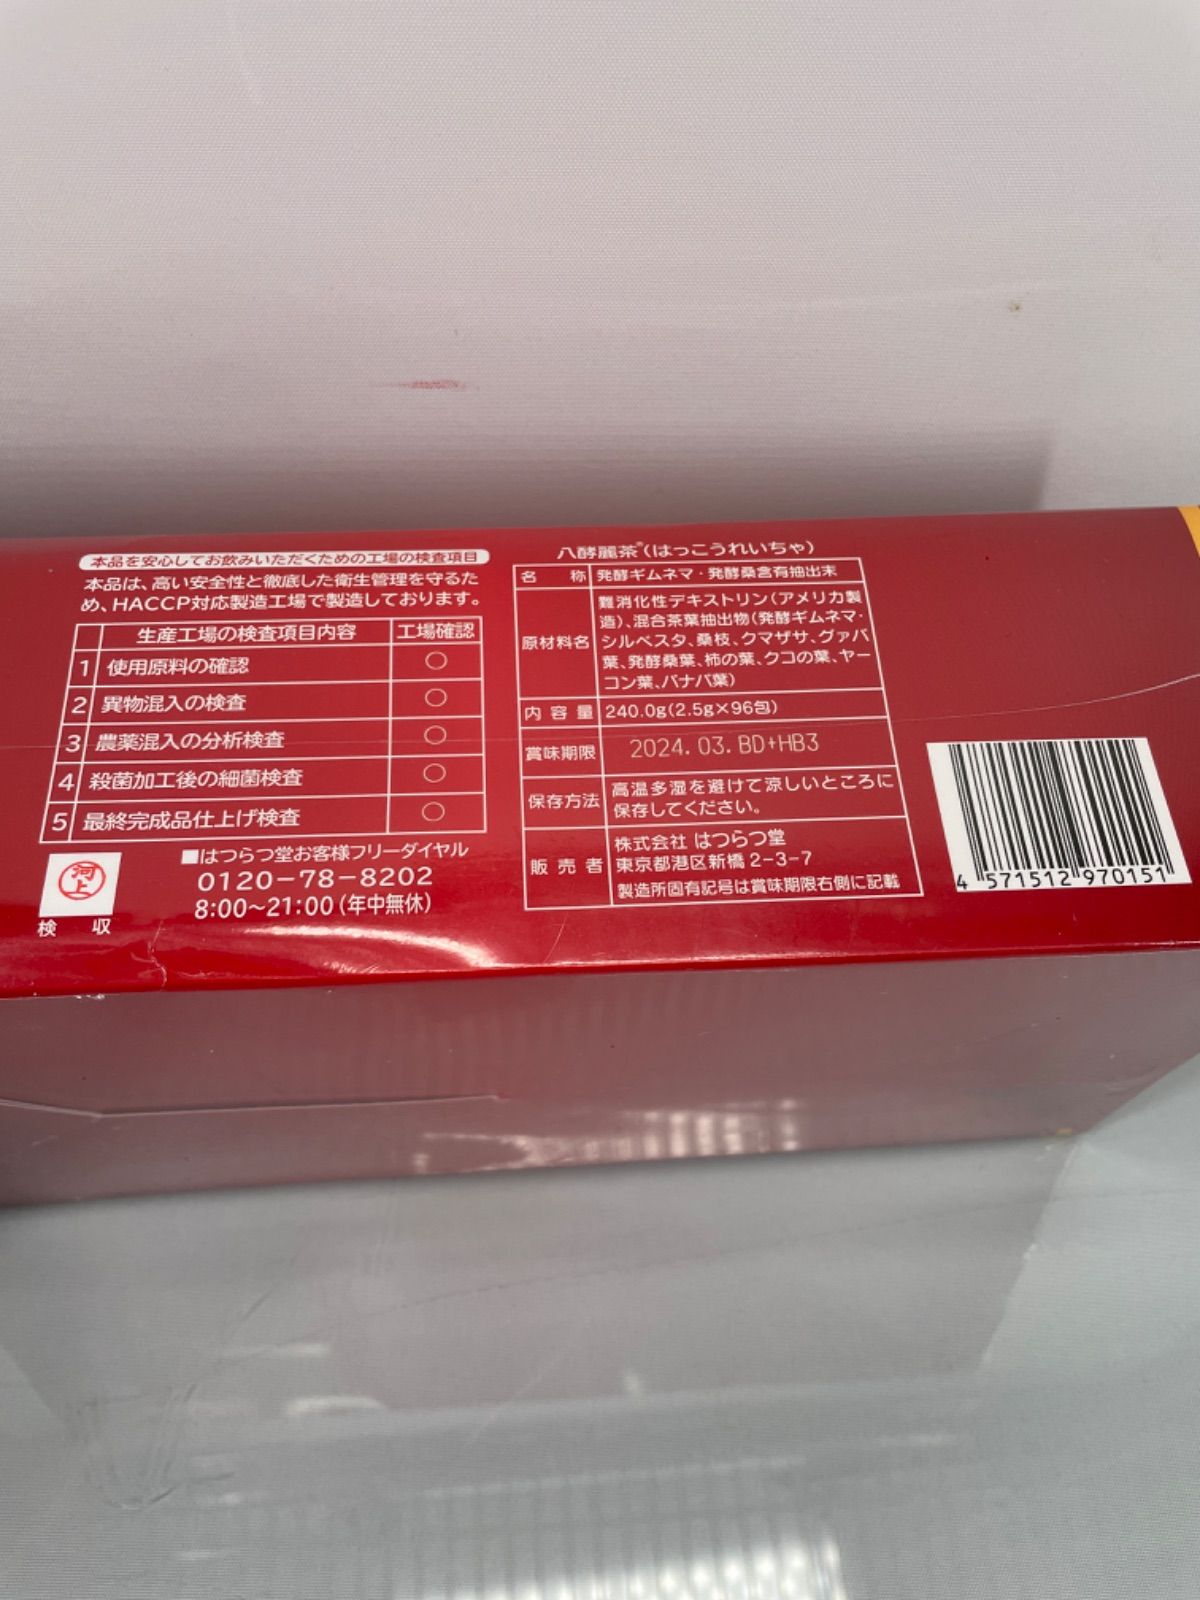 本品を安心してお飲みいただくための工場の検査項目
本品は、高い安全性と徹底した衛生管理を守るた
め、HACCP対応製造工場で製造しております。
生産工場の検査項目内容 工場確認
1 使用原料の確認 ○
2 異物混入の検査 ○
3 農薬混入の分析検査 ○
4 殺菌加工後の細菌検査 ○
5 最終完成品仕上げ検査 ○
河上
検収
■はつらつ堂お客様フリーダイヤル
0120-78-8202
8:00〜21:00(年中無休)
八酵麗茶®(はっこうれいちゃ)
名称 発酵ギムネマ・発酵桑含有抽出末
原材料名 難消化性デキストリン(アメリカ製
造)、混合茶葉抽出物(発酵ギムネマ・
シルベスタ、桑枝、クマザサ、グァバ
葉、発酵桑葉、柿の葉、クコの葉、ヤー
コン葉、バナバ葉)
内容量 240.0g(2.5g×96包)
賞味期限 2024.03.BD+HB3
保存方法 高温多湿を避けて涼しいところに
保存してください。
販売者 株式会社 はつらつ堂
東京都港区新橋2-3-7
製造所固有記号は賞味期限右側に記載
4 571512 970151